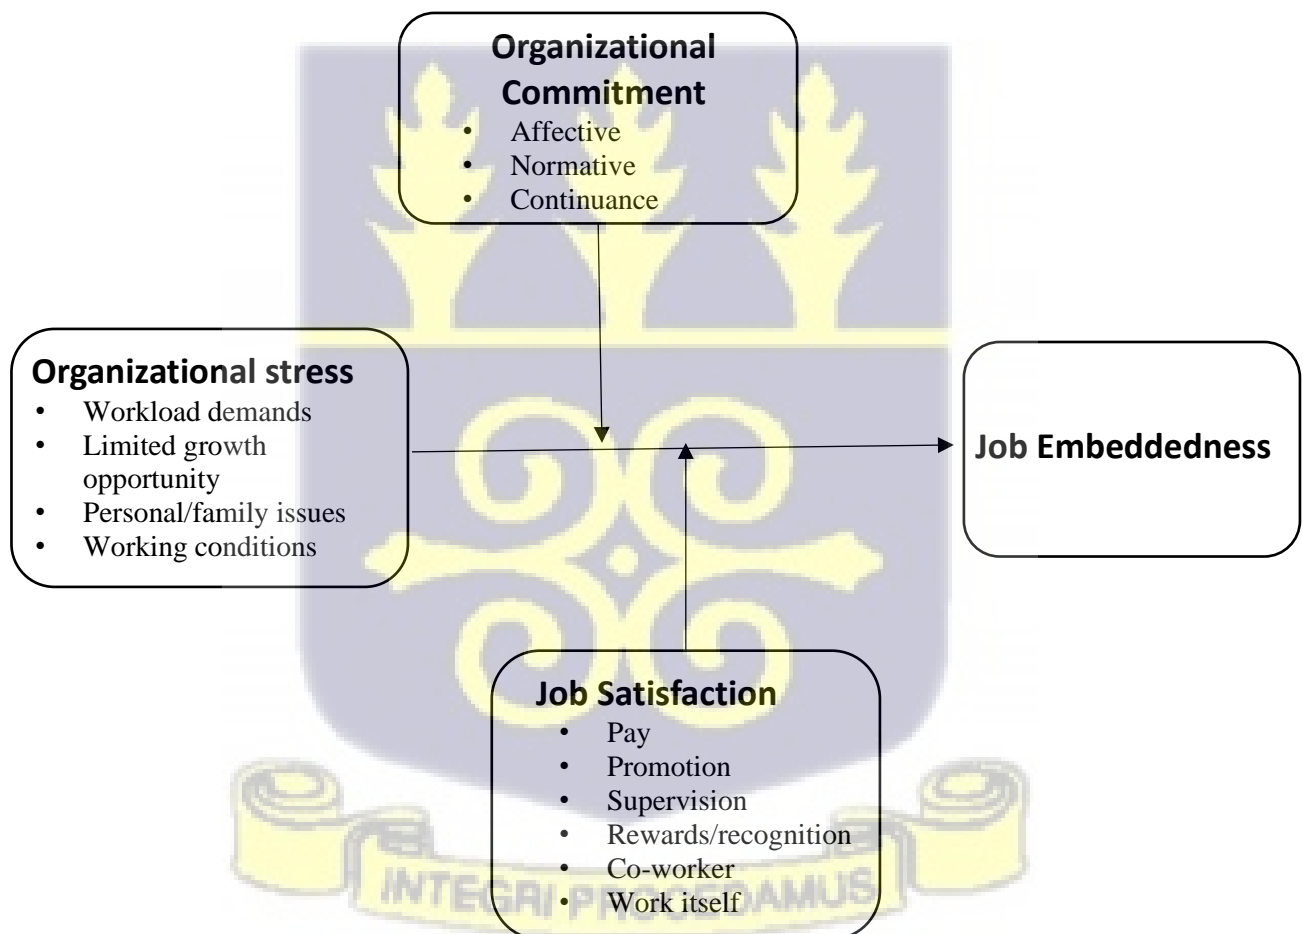 Organizational
Commitment
• Affective
• Normative
• Continuance
Organizational stress
• Workload demands
• Limited growth
opportunity
• Personal/family issues
• Working conditions
Job Embeddedness
Job Satisfaction
• Pay
• Promotion
• Supervision
• Rewards/recognition
• Co-worker
• Work itself
INTEGRI PROCEDAMUS